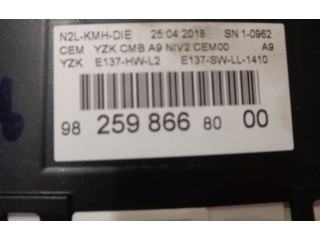 N2L-KMH-DIE 25:04:2018 SN 1-0962
CEM YZK CMB A9 NIV2 CEM00 A9
YZK E137-HW-L2 E137-SW-LL-1410
98 259 866 80 00